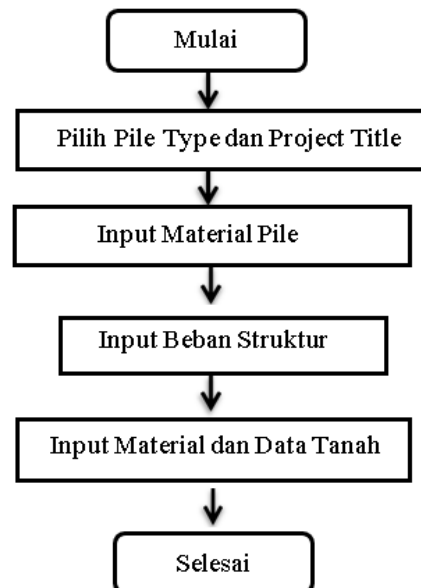 Mulai
Pilih Pile Type dan Project Title
Input Material Pile
Input Beban Struktur
Input Material dan Data Tanah
Selesai